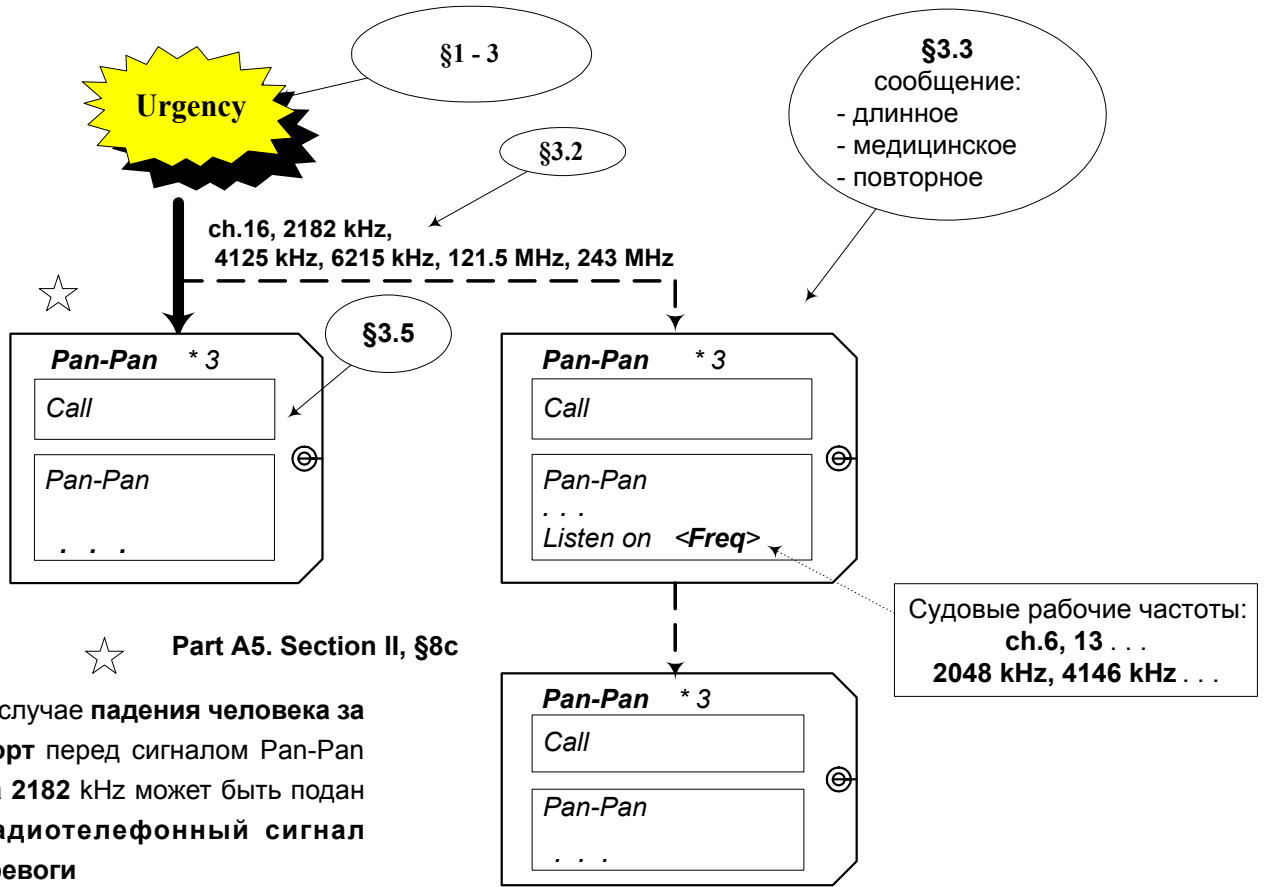 §1 - 3
Urgency
§3.3
сообщение:
- длинное
- медицинское
- повторное
§3.2
ch.16, 2182 kHz,
4125 kHz, 6215 kHz, 121.5 MHz, 243 MHz
§3.5
Pan-Pan * 3
Call
Pan-Pan
. . .
Pan-Pan * 3
Call
Pan-Pan
. . .
Listen on <Freq>
Судовые рабочие частоты:
ch.6, 13 . . .
2048 kHz, 4146 kHz . . .
Part A5. Section II, §8c
случае падения человека за
орт перед сигналом Pan-Pan
2182 kHz может быть подан
адиотелефонный сигнал
ревоги
Pan-Pan * 3
Call
Pan-Pan
. . .